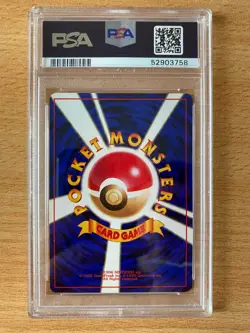 PSA
PSA
52903758
POCKET MONSTERS
CARD GAME